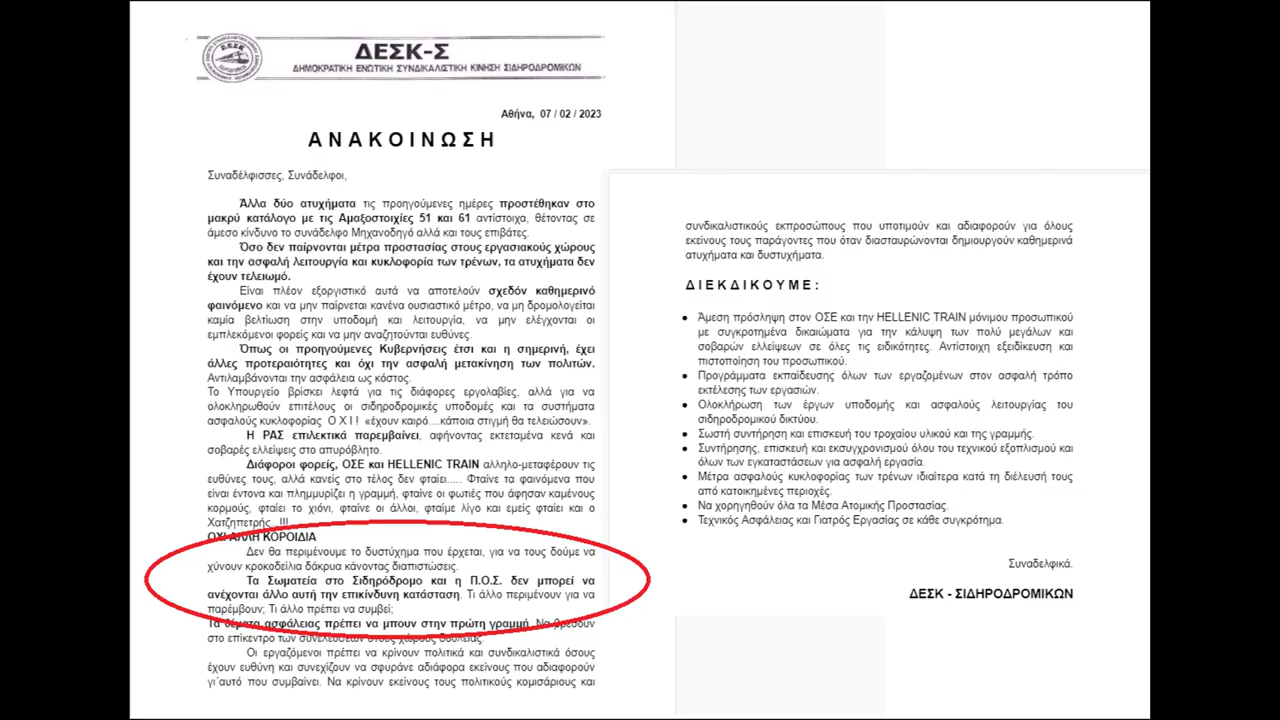 ΔΕΣΚ-Σ
ΔΗΜΟΚΡΑΤΙΚΗ ΕΝΩΤΙΚΗ ΣΥΝΔΙΚΑΛΙΣΤΙΚΗ ΚΙΝΗΣΗ ΣΙΔΗΡΟΔΡΟΜΙΚΩΝ
Δ.Ε.Σ.Κ
Αθήνα, 07 / 02 / 2023
Α Ν Α Κ Ο Ι Ν Ω Σ Η
Συναδέλφισσες, Συνάδελφοι,
Άλλα δύο ατυχήματα τις προηγούμενες ημέρες προστέθηκαν στο
μακρύ κατάλογο με τις Αμαξοστοιχίες 51 και 61 αντίστοιχα, θέτοντας σε
άμεσο κίνδυνο το συνάδελφο Μηχανοδηγό αλλά και τους επιβάτες.
Όσο δεν παίρνονται μέτρα προστασίας στους εργασιακούς χώρους
και την ασφαλή λειτουργία και κυκλοφορία των τρένων, τα ατυχήματα δεν
έχουν τελειωμό.
Είναι πλέον εξοργιστικό αυτά να αποτελούν σχεδόν καθημερινό
φαινόμενο και να μην παίρνεται κανένα ουσιαστικό μέτρο, να μη δρομολογείται
καμία βελτίωση στην υποδομή και λειτουργία, να μην ελέγχονται οι
εμπλεκόμενοι φορείς και να μην αναζητούνται ευθύνες.
Όπως οι προηγούμενες Κυβερνήσεις έτσι και η σημερινή, έχει
άλλες προτεραιότητες και όχι την ασφαλή μετακίνηση των πολιτών.
Αντιλαμβάνονται την ασφάλεια ως κόστος.
Το Υπουργείο βρίσκει λεφτά για τις διάφορες εργολαβίες, αλλά για να
ολοκληρωθούν επιτέλους οι σιδηροδρομικές υποδομές και τα συστήματα
ασφαλούς κυκλοφορίας Ο Χ Ι ! «έχουν καιρό....κάποια στιγμή θα τελειώσουν».
Η ΡΑΣ επιλεκτικά παρεμβαίνει, αφήνοντας εκτεταμένα κενά και
σοβαρές ελλείψεις στο απυρόβλητο.
Διάφοροι φορείς, ΟΣΕ και HELLENIC TRAIN αλληλο-μεταφέρουν τις
ευθύνες τους, αλλά κανείς στο τέλος δεν φταίει..... Φταίνε τα φαινόμενα που
είναι έντονα και πλημμυρίζει η γραμμή, φταίνε οι φωτιές που άφησαν καμένους
κορμούς, φταίει το χιόνι, φταίνε οι άλλοι, φταίμε λίγο και εμείς φταίει και ο
Χατζηπετρής...!!!
ΟΧΙ ΑΛΛΗ ΚΟΡΟΙΔΙΑ
Δεν θα περιμένουμε το δυστύχημα που έρχεται, για να τους δούμε να
χύνουν κροκοδείλια δάκρυα κάνοντας διαπιστώσεις.
Τα Σωματεία στο Σιδηρόδρομο και η Π.Ο.Σ. δεν μπορεί να
ανέχονται άλλο αυτή την επικίνδυνη κατάσταση. Τι άλλο περιμένουν για να
παρέμβουν; Τι άλλο πρέπει να συμβεί;
Τα θέματα ασφάλειας πρέπει να μπουν στην πρώτη γραμμή. Να βρεθούν
στο επίκεντρο των συνελεύσεων στους χώρους δουλειάς.
Οι εργαζόμενοι πρέπει να κρίνουν πολιτικά και συνδικαλιστικά όσους
έχουν ευθύνη και συνεχίζουν να σφυράνε αδιάφορα εκείνους που αδιαφορούν
γι΄αυτό που συμβαίνει. Να κρίνουν εκείνους τους πολιτικούς κομισάριους και
συνδικαλιστικούς εκπροσώπους που υποτιμούν και αδιαφορούν για όλους
εκείνους τους παράγοντες που όταν διασταυρώνονται δημιουργούν καθημερινά
ατυχήματα και δυστυχήματα.
Δ Ι Ε Κ Δ Ι Κ Ο Υ Μ Ε :
• Άμεση πρόσληψη στον ΟΣΕ και την HELLENIC TRAIN μόνιμου προσωπικού
με συγκροτημένα δικαιώματα για την κάλυψη των πολύ μεγάλων και
σοβαρών ελλείψεων σε όλες τις ειδικότητες. Αντίστοιχη εξειδίκευση και
πιστοποίηση του προσωπικού.
• Προγράμματα εκπαίδευσης όλων των εργαζομένων στον ασφαλή τρόπο
εκτέλεσης των εργασιών.
• Ολοκλήρωση των έργων υποδομής και ασφαλούς λειτουργίας του
σιδηροδρομικού δικτύου.
• Σωστή συντήρηση και επισκευή του τροχαίου υλικού και της γραμμής.
• Συντήρησης, επισκευή και εκσυγχρονισμού όλου του τεχνικού εξοπλισμού και
όλων των εγκαταστάσεων για ασφαλή εργασία.
• Μέτρα ασφαλούς κυκλοφορίας των τρένων ιδιαίτερα κατά τη διέλευσή τους
από κατοικημένες περιοχές.
• Να χορηγηθούν όλα τα Μέσα Ατομικής Προστασίας.
• Τεχνικός Ασφάλειας και Γιατρός Εργασίας σε κάθε συγκρότημα.
Συναδελφικά.
ΔΕΣΚ - ΣΙΔΗΡΟΔΡΟΜΙΚΩΝ